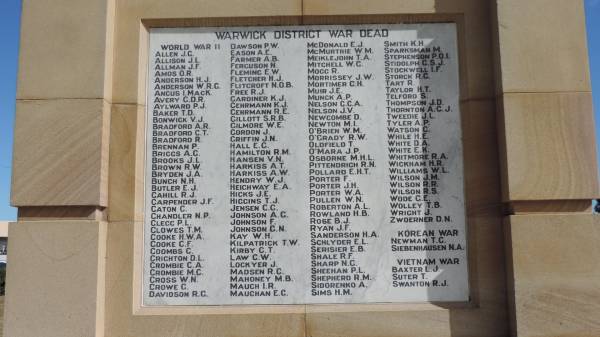 WARWICK DISTRICT WAR DEAD
WORLD WAR II
ALLEN J.C.
ALLISON J.L.
ALLMAN J.F.
AMOS O.R.
ANDERSON H.J.
ANDERSON W.R.C.
ANGUS J.MACK.
AVERY C.D.R.
AYLWARD P.J.
BAKER T.D.
BONWICK V.J.
BRADFORD A.R.
BRADFORD C.T.
BRADFORD R.
BRENNAN P.
BRIGGS A.C.
BROOKS J.L.
BROWN R.W.
BRYDEN J.A.
BUNCH N.H.
BUTLER E.J.
CAHILL R.J.
CARPENDER J.F.
CATON C.
CHANDLER N.P.
CLEGG P.L.
CLOWES T.M.
COOKE H.W.A.
COOKE C.F.
COOMBS C.
CRICHTON D.L.
CROMBIE C.A.
CROMBIE M.C.
CROSS W.N.
CROWE G.
DAVIDSON R.C.
DAWSON P.W.
EASON A.E.
FARMER A.B.
FERGUSON H.
FLEMING E.W.
FLETCHER H.J.
FLITCROFT N.O.B.
FREE R.J.
GARDINER K.J.
GEHRMANN K.J.
GEHRMANN R.E.
GILLOTT S.R.B.
GILMORE W.E.
GORDON J.
GRIFFIN J.N.
HALL E.C.
HAMILTON R.M.
HANSEN V.N.
HARKISS A.T.
HARKISS A.W.
HENDRY W.J.
HEICHWAY E.A.
HICKS J.E.
HIGGINS T.J.
JENSEN C.C.
JOHNSON A.C.
JOHNSON F.
JOHNSON G.N.
KAY W.H.
KILPATRICK T.W.
KIRBY C.T.
LAW C.W.
LOCKYER J.
MADSEN R.C.
MAHONEY M.B.
MAUCH I.R.
MAUCHAN E.C.
MCDONALD E.J.
MCMURTRIE W.M.
MEIKLEJOHN T.A.
MITCHELL W.C.
MOGG R.
MORRISSEY J.W.
MORTIMER C.H.
MUIR J.E.
MUNCK A.P.
NELSON C.C.A.
NELSON J.V.
NEWCOMBE D.
NEWTON M.I.
O'BRIEN W.M.
O'GRADY R.W.
OLDFIELD T.
O'MARA J.P.
OSBORNE M.H.L.
PITTENDRICH R.N.
POLLARD E.H.T.
PORTER F.
PORTER J.H.
PORTER W.A.
PULLEN W.N.
ROBERTON A.L.
ROWLAND H.B.
ROSE B.J.
RYAN J.F.
SANDERSON H.A.
SCHLYDER E.L.
SERISIER E.B.
SHALE R.F.
SHARP N.C.
SHEEHAN P.L.
SHEPHERD R.M.
SIDORENKO A.
SIMS H.M.
SMITH K.H.
SPARKSMAN M.
STEPHENSON P.O.I.
STIDOLPH C.S.J.
STOCKWELL I.F.
STORCK R.C.
TART R.
TAYLOR H.T.
TELFORD S.
THOMPSON J.D.
THORNTON A.C.J.
TWEEDIE J.L.
TYLER A.P.
WATSON C.
WHILE H.E.
WHITE D.A.
WHITE E.K.
WHITMORE R.A.
WICKHAM H.R.
WILLIAMS W.L.
WILSON J.M.
WILSON R.R.
WILSON R.S.
WODE C.E.
WOLLEY T.B.
WRIGHT J.
ZWOERNER D.N.
KOREAN WAR
NEWMAN T.C.
SIEBENHAUSEN N.A.
VIETNAM WAR
BAXTER L.J.
SUTER T.
SWANTON R.J.